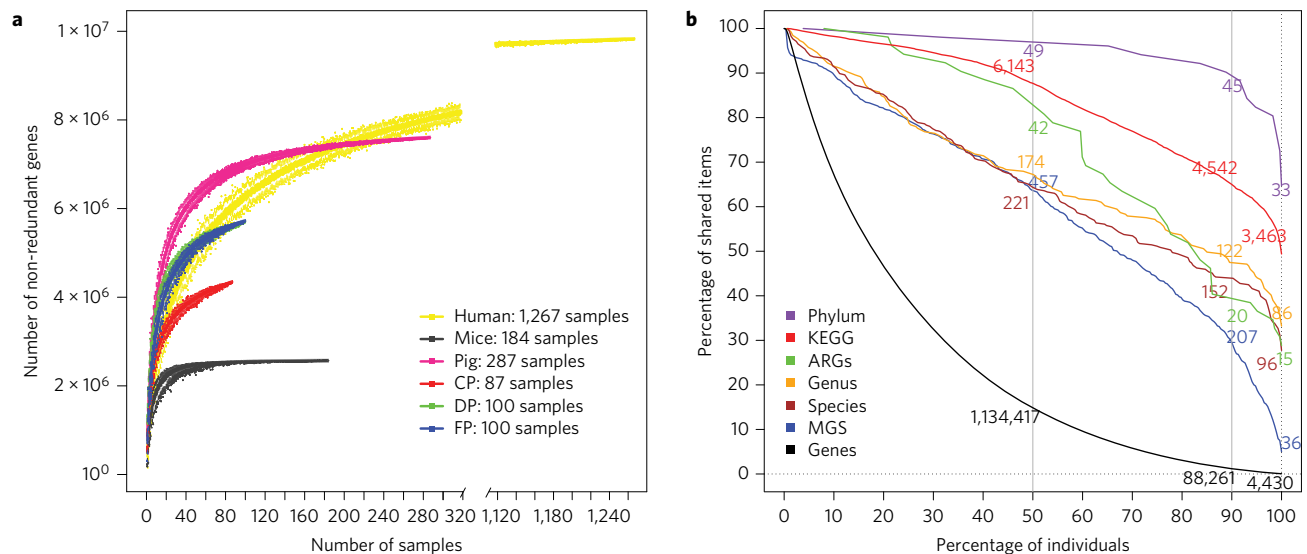 a
Number of non-redundant genes
1 × 10⁷
8 × 10⁶
6 × 10⁶
4 × 10⁶
2 × 10⁶
10⁰
Human: 1,267 samples
Mice: 184 samples
Pig: 287 samples
CP: 87 samples
DP: 100 samples
FP: 100 samples
0 40 80 120 160 200 240 280 320 1,120 1,180 1,240
Number of samples
b
Percentage of shared items
100
90
80
70
60
50
40
30
20
10
0
49
6,143
45
42
174
457
4,542
33
221
3,463
122
152
86
20
207
96
15
36
1,134,417
88,261
4,430
Phylum
KEGG
ARGs
Genus
Species
MGS
Genes
0 10 20 30 40 50 60 70 80 90 100
Percentage of individuals